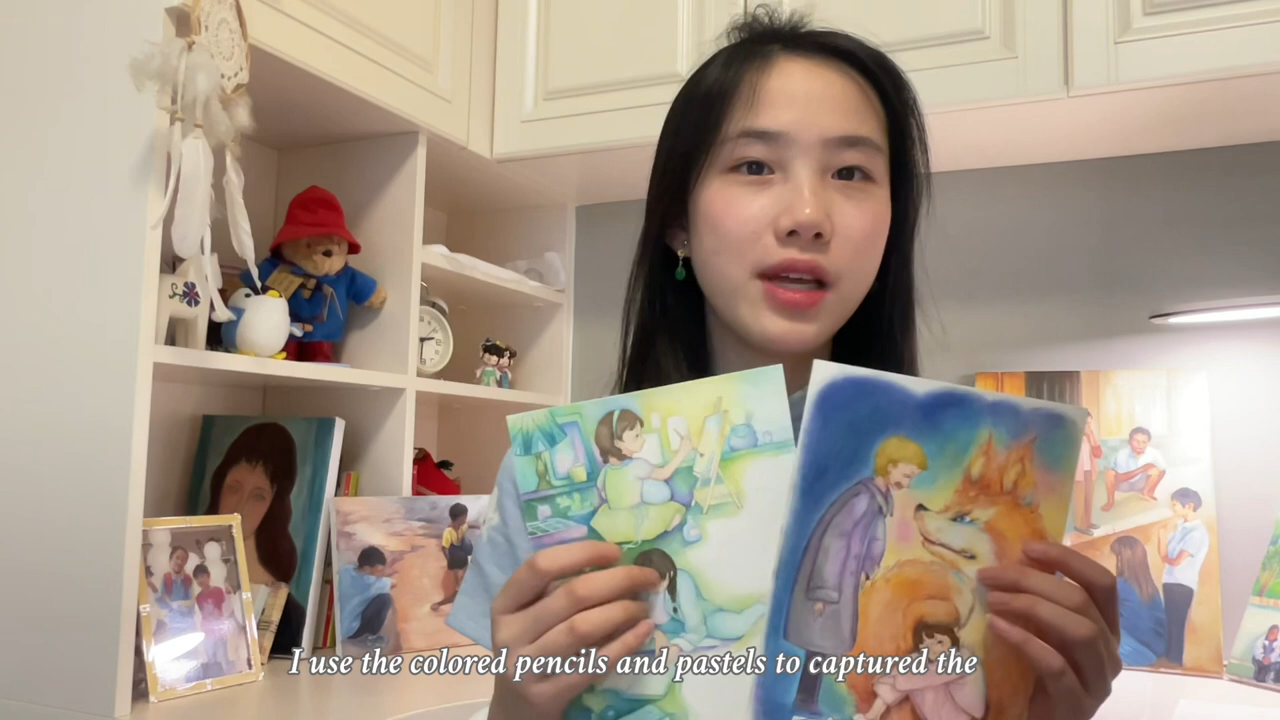 I use the colored pencils and pastels to captured the